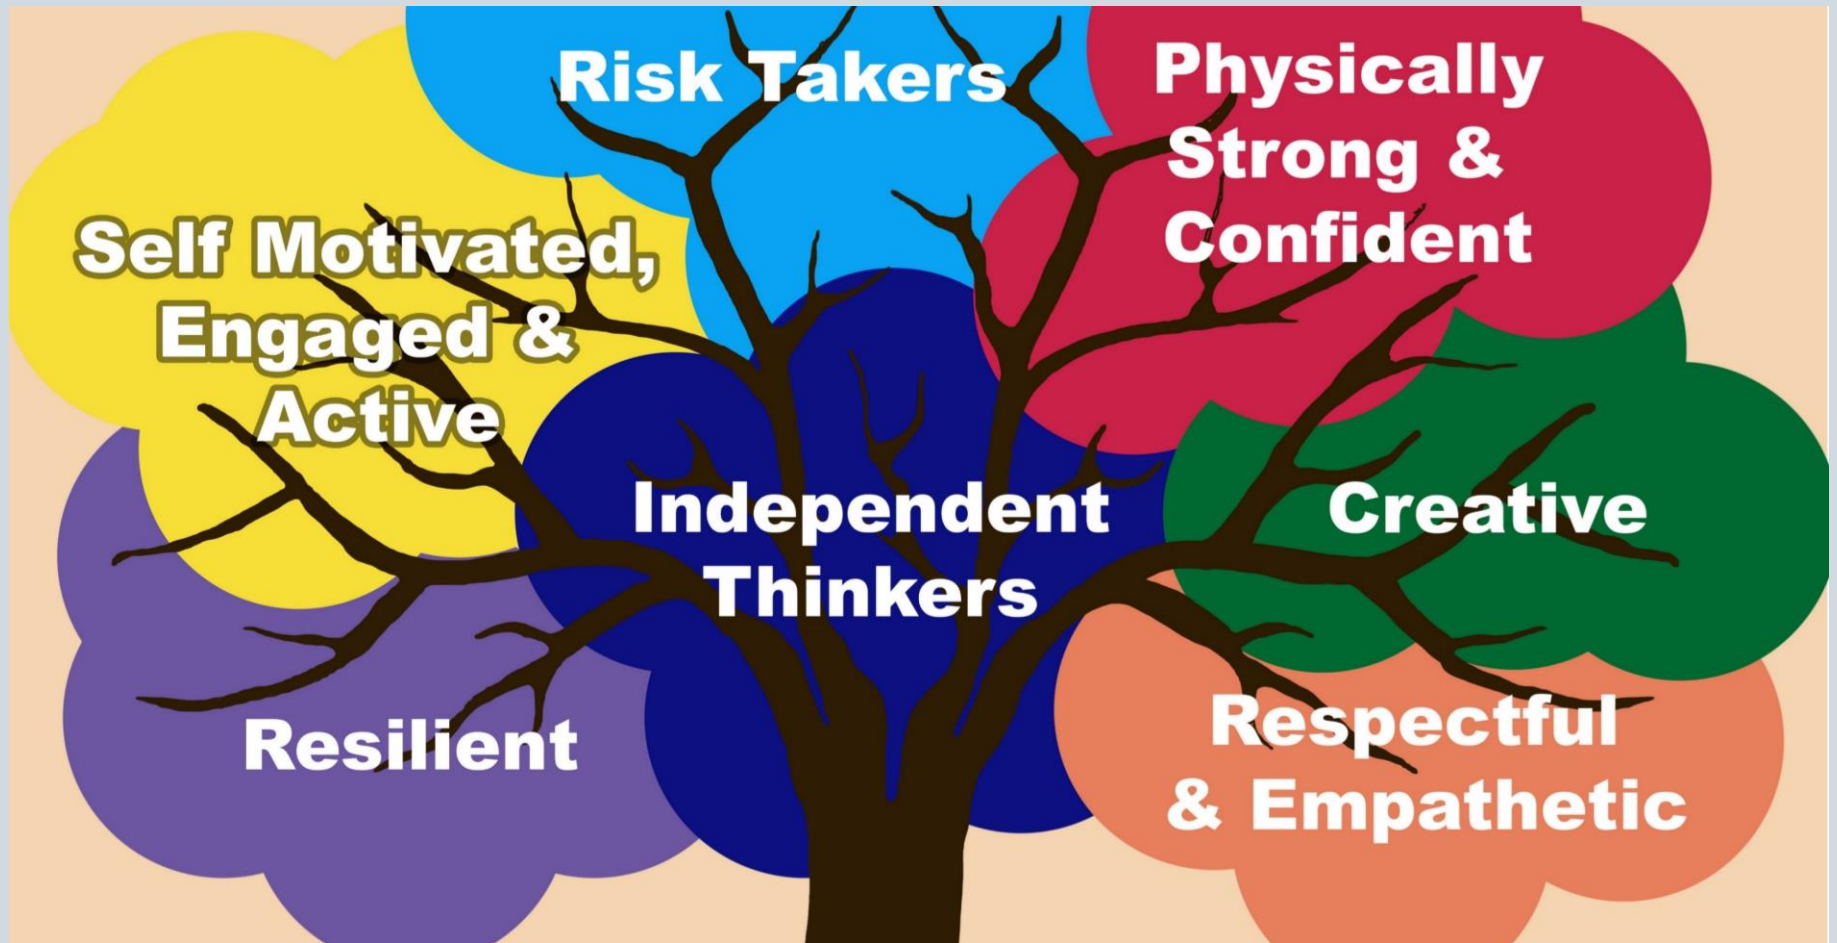 Risk Takers
Physically
Strong &
Confident
Self Motivated,
Engaged &
Active
Independent
Thinkers
Creative
Resilient
Respectful
& Empathetic